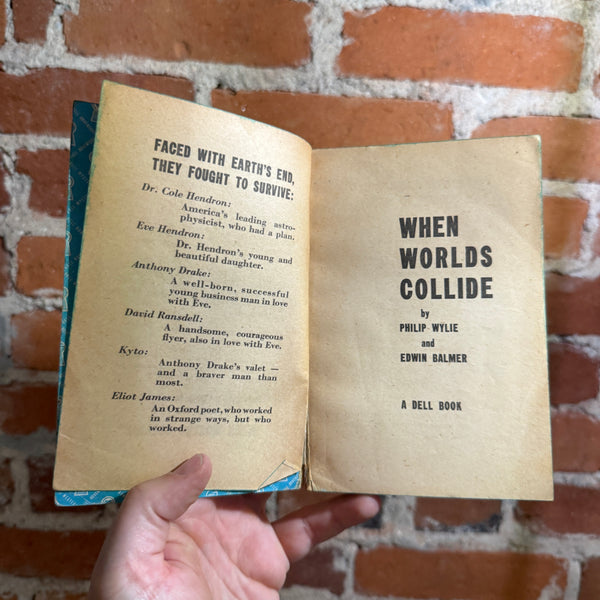 FACED WITH EARTH'S END,
THEY FOUGHT TO SURVIVE:
Dr. Cole Hendron:
America's leading astro-
physicist, who had a plan.
Eve Hendron:
Dr. Hendron's young and
beautiful daughter.
Anthony Drake:
A well-born, successful
young business man in love
with Eve.
David Ransdell:
A handsome, courageous
flyer, also in love with Eve.
Kyto:
Anthony Drake's valet —
and a braver man than
most.
Eliot James:
An Oxford poet, who worked
in strange ways, but who
worked.
WHEN
WORLDS
COLLIDE
by
PHILIP WYLIE
and
EDWIN BALMER
A DELL BOOK